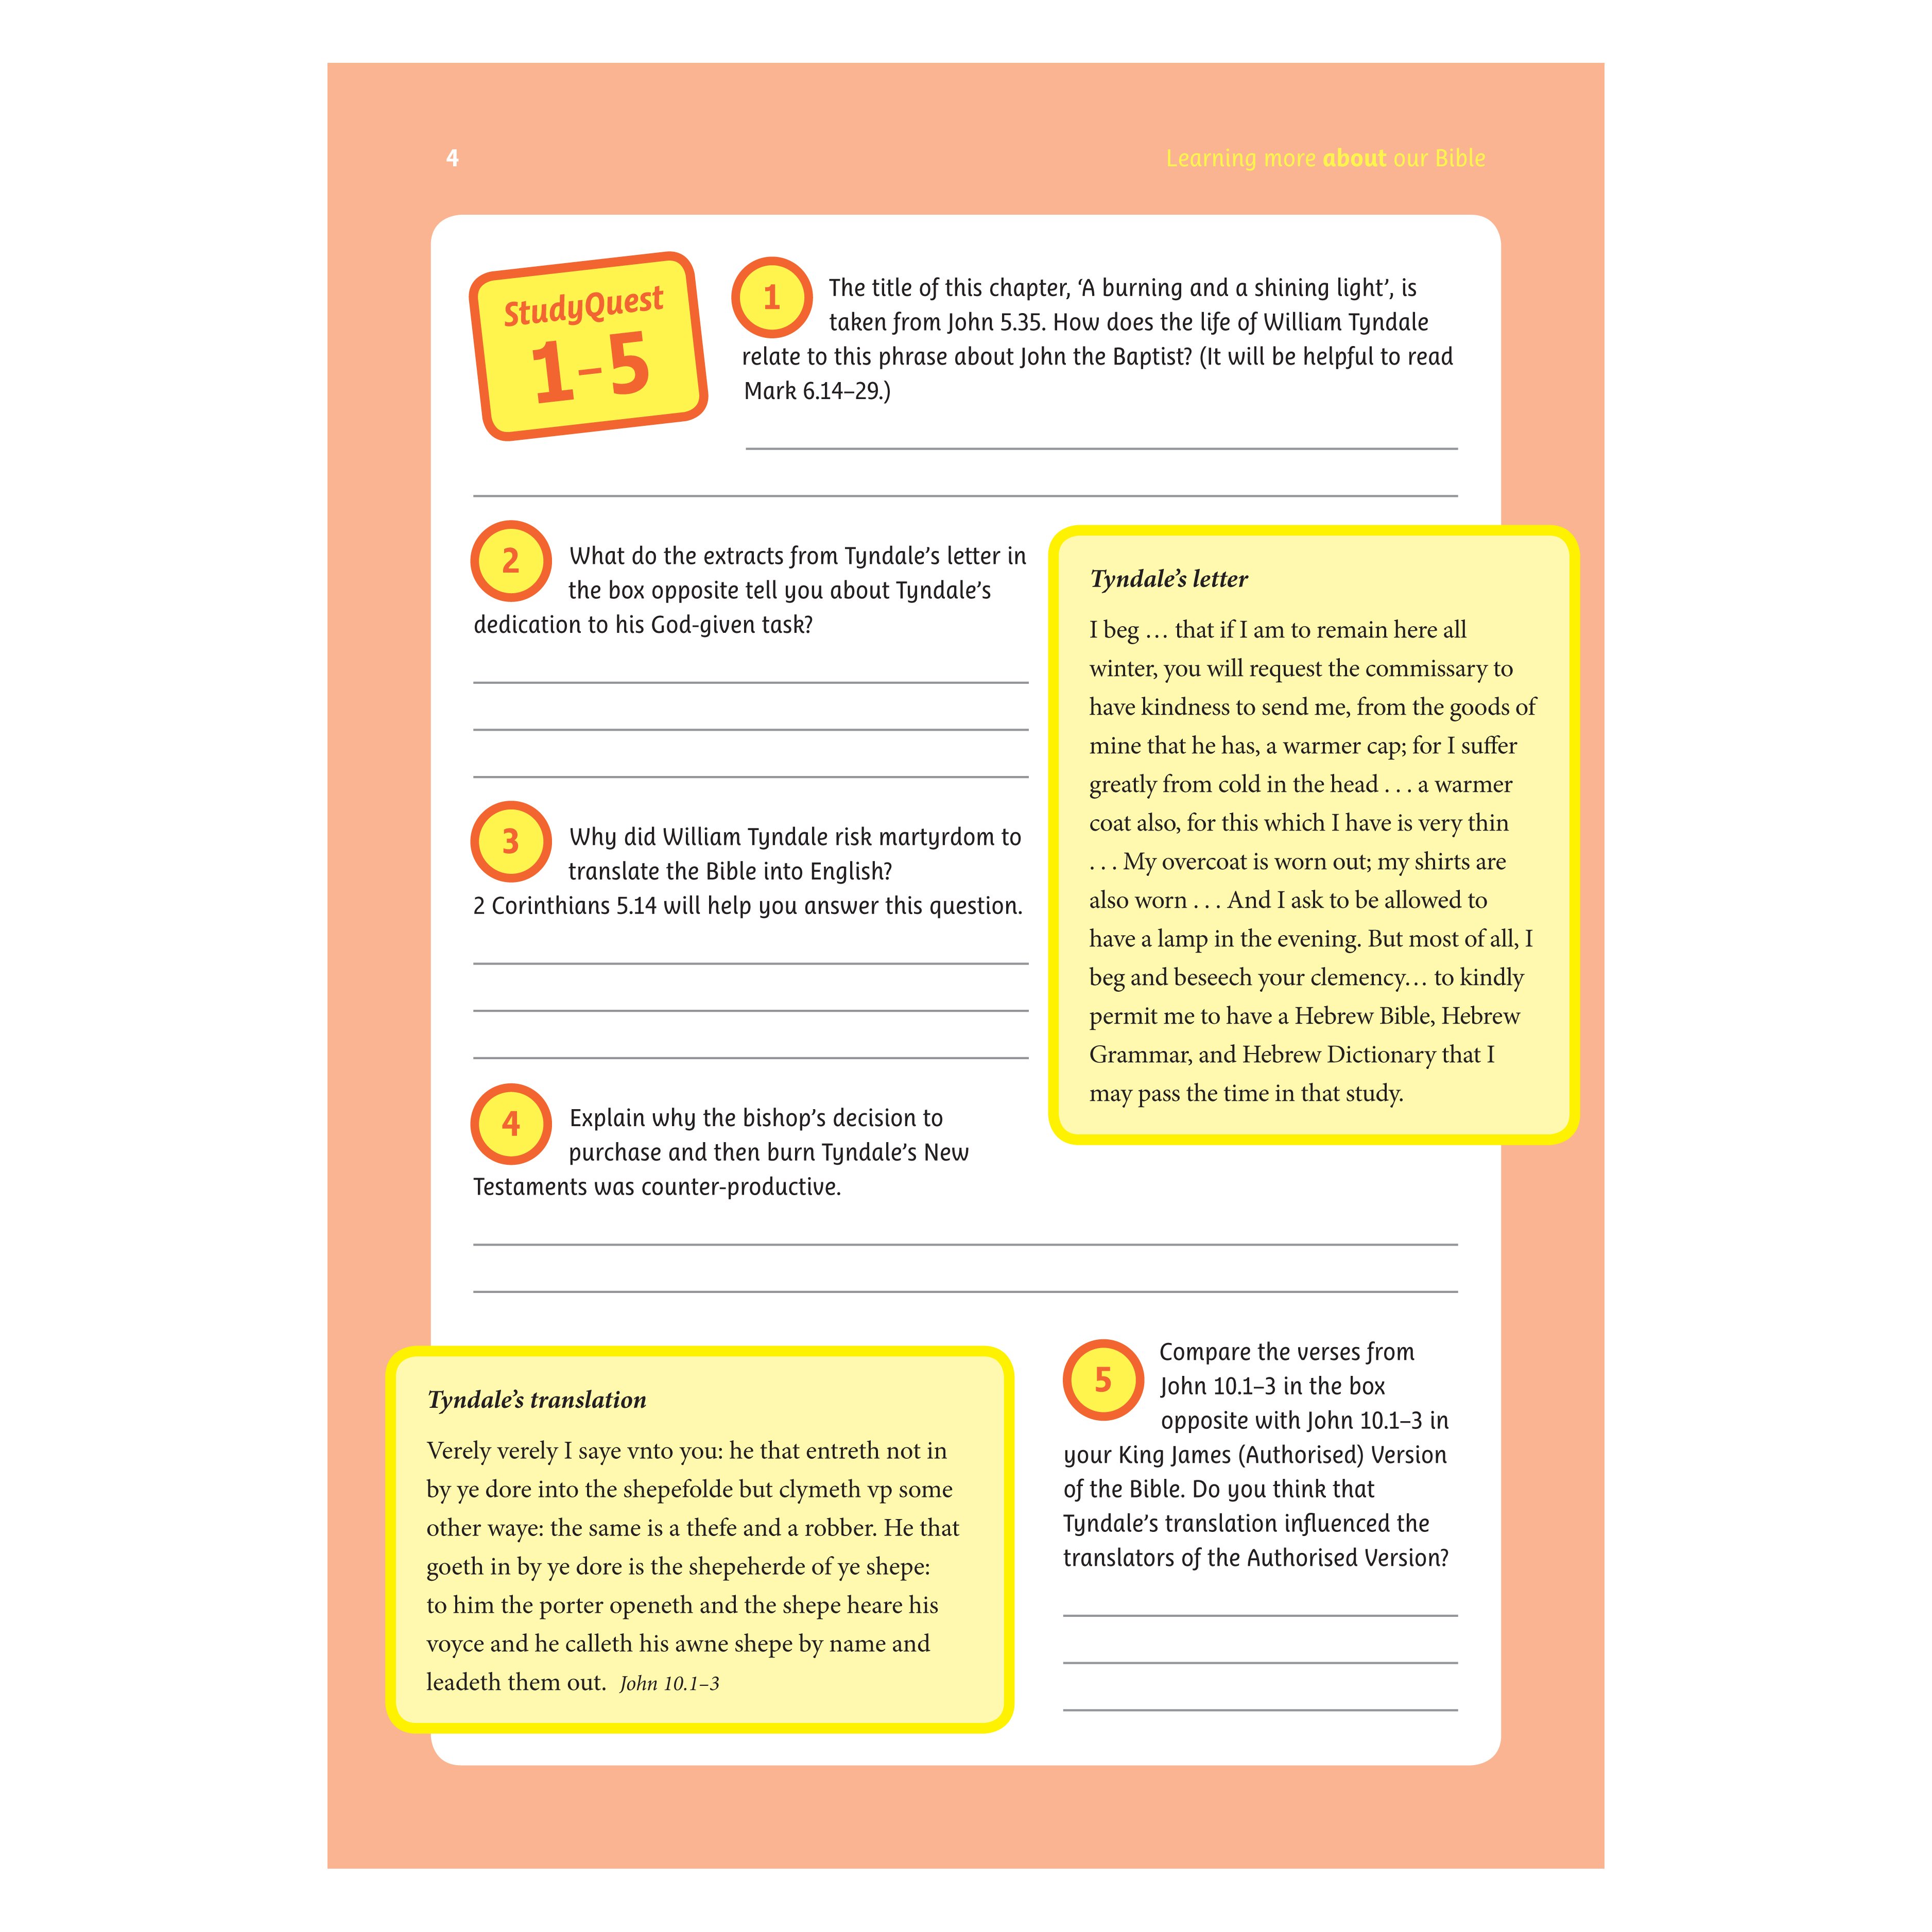 4
Learning more about our Bible
StudyQuest
1–5
1
The title of this chapter, ‘A burning and a shining light’, is
taken from John 5.35. How does the life of William Tyndale
relate to this phrase about John the Baptist? (It will be helpful to read
Mark 6.14–29.)
2
What do the extracts from Tyndale’s letter in
the box opposite tell you about Tyndale’s
dedication to his God-given task?
3
Why did William Tyndale risk martyrdom to
translate the Bible into English?
2 Corinthians 5.14 will help you answer this question.
Tyndale’s letter
I beg … that if I am to remain here all
winter, you will request the commissary to
have kindness to send me, from the goods of
mine that he has, a warmer cap; for I suffer
greatly from cold in the head . . . a warmer
coat also, for this which I have is very thin
. . . My overcoat is worn out; my shirts are
also worn . . . And I ask to be allowed to
have a lamp in the evening. But most of all, I
beg and beseech your clemency… to kindly
permit me to have a Hebrew Bible, Hebrew
Grammar, and Hebrew Dictionary that I
may pass the time in that study.
4
Explain why the bishop’s decision to
purchase and then burn Tyndale’s New
Testaments was counter-productive.
Tyndale’s translation
Verely verely I saye vnto you: he that entreth not in
by ye dore into the shepefolde but clymeth vp some
other waye: the same is a thefe and a robber. He that
goeth in by ye dore is the shepeherde of ye shepe:
to him the porter openeth and the shepe heare his
voyce and he calleth his awne shepe by name and
leadeth them out. John 10.1–3
5
Compare the verses from
John 10.1–3 in the box
opposite with John 10.1–3 in
your King James (Authorised) Version
of the Bible. Do you think that
Tyndale’s translation influenced the
translators of the Authorised Version?